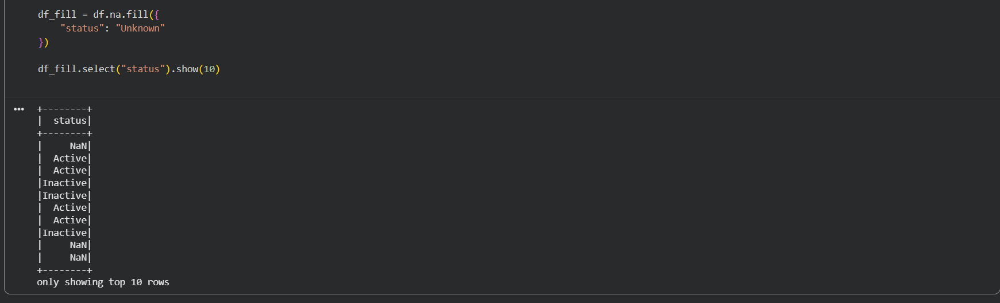 df_fill = df.na.fill({
    "status": "Unknown"
})
df_fill.select("status").show(10)
+--------+
|  status|
+--------+
|     NaN|
|  Active|
|  Active|
|Inactive|
|Inactive|
|  Active|
|  Active|
|Inactive|
|     NaN|
|     NaN|
+--------+
only showing top 10 rows